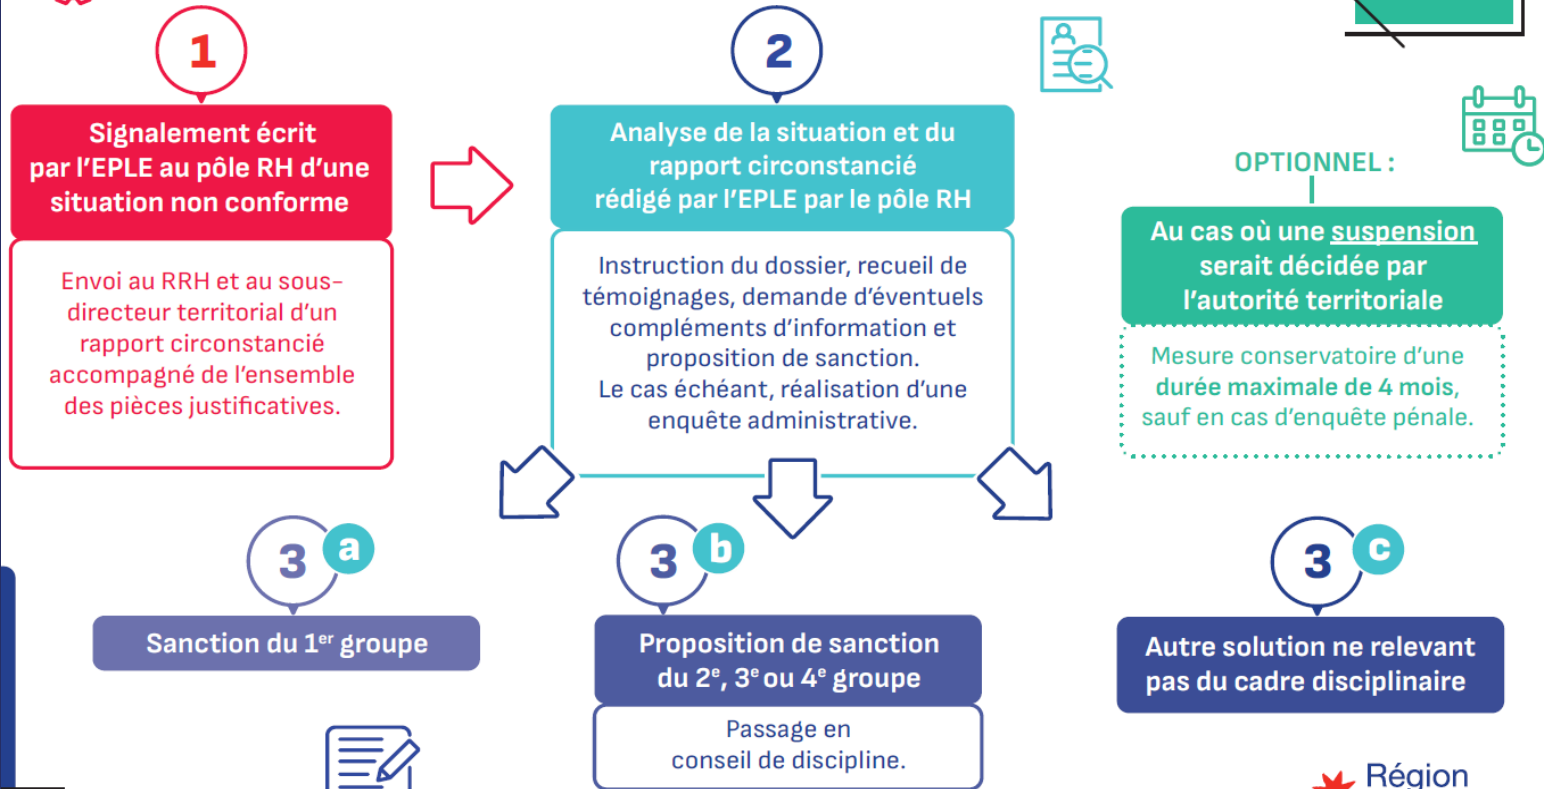 1
Signalement écrit
par l’EPLE au pôle RH d’une
situation non conforme
Envoi au RRH et au sous-
directeur territorial d’un
rapport circonstancié
accompagné de l’ensemble
des pièces justificatives.
2
Analyse de la situation et du
rapport circonstancié
rédigé par l’EPLE par le pôle RH
Instruction du dossier, recueil de
témoignages, demande d’éventuels
compléments d’information et
proposition de sanction.
Le cas échéant, réalisation d’une
enquête administrative.
OPTIONNEL :
Au cas où une suspension
serait décidée par
l’autorité territoriale
Mesure conservatoire d’une
durée maximale de 4 mois,
sauf en cas d’enquête pénale.
3 a
Sanction du 1er groupe
3 b
Proposition de sanction
du 2e, 3e ou 4e groupe
Passage en
conseil de discipline.
3 c
Autre solution ne relevant
pas du cadre disciplinaire
Région